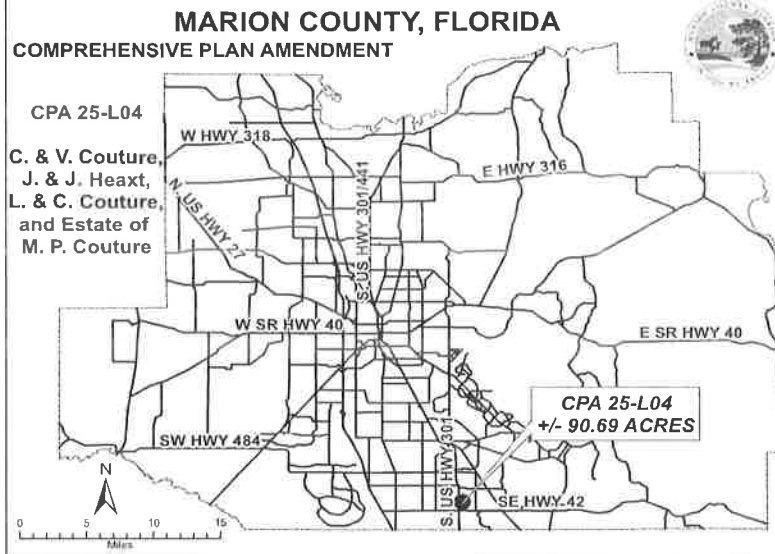 MARION COUNTY, FLORIDA
COMPREHENSIVE PLAN AMENDMENT
CPA 25-L04
C. & V. Couture,
J. & J. Heaxt,
L. & C. Couture,
and Estate of
M. P. Couture
W HWY 318
E HWY 316
N. US HWY 27
S. US HWY 301/441
W SR HWY 40
E SR HWY 40
CPA 25-L04
+/- 90.69 ACRES
SW HWY 484
S. US HWY 301
SE HWY 42
N
0 5 10 15
Miles